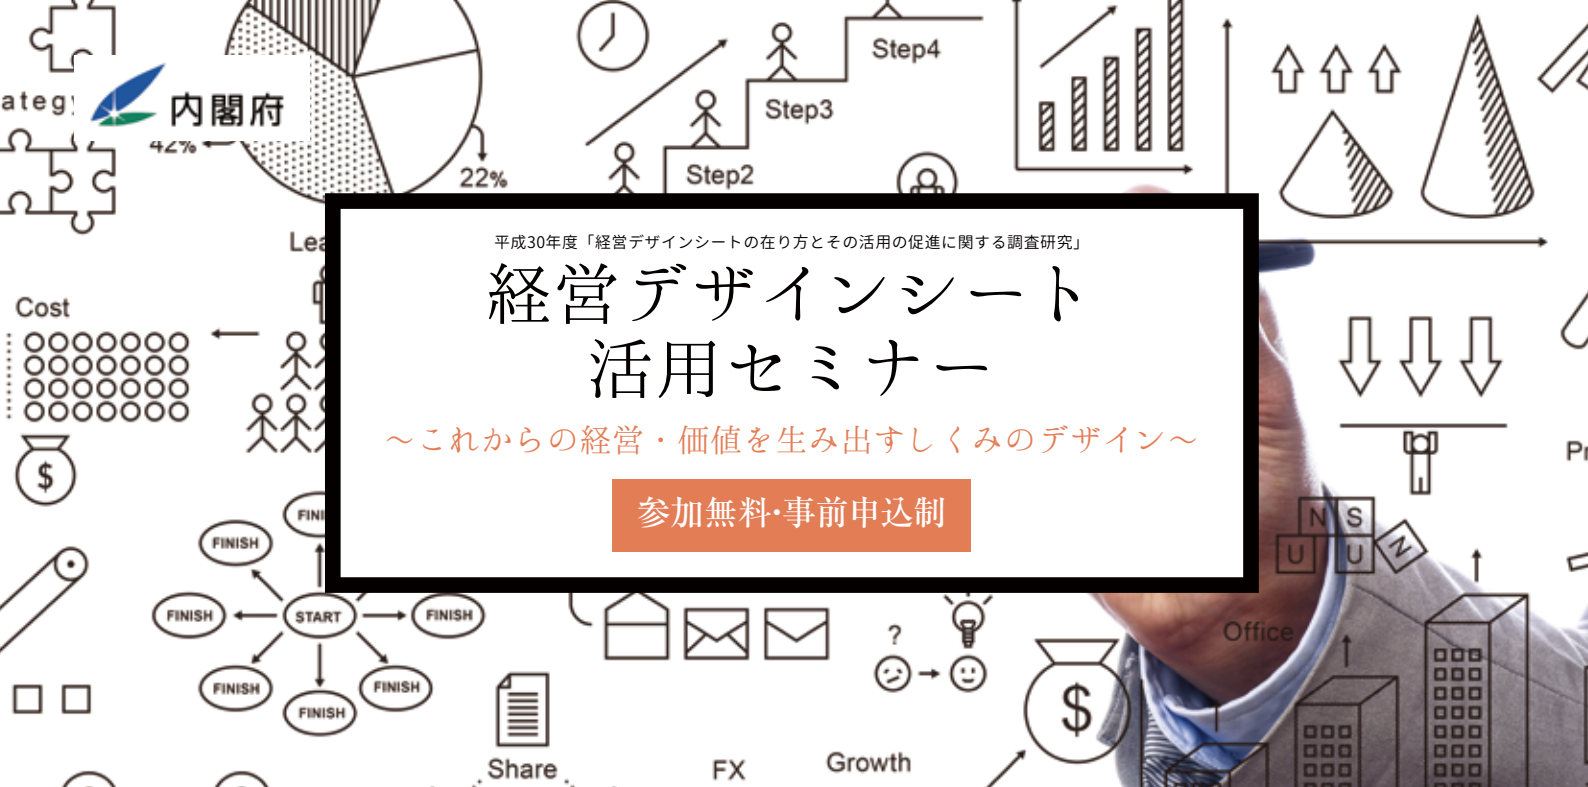 Step4
ategy
内閣府
Step3
42%
Step2
22%
平成30年度「経営デザインシートの在り方とその活用の促進に関する調査研究」
経営デザインシート
活用セミナー
〜これからの経営・価値を生み出すしくみのデザイン〜
参加無料・事前申込制
Lea
Cost
$
N S
U U N
FINI
FINISH
FINISH
START
FINISH
FINISH
FINISH
FINISH
?
Office
$
Share
FX
Growth
Pr